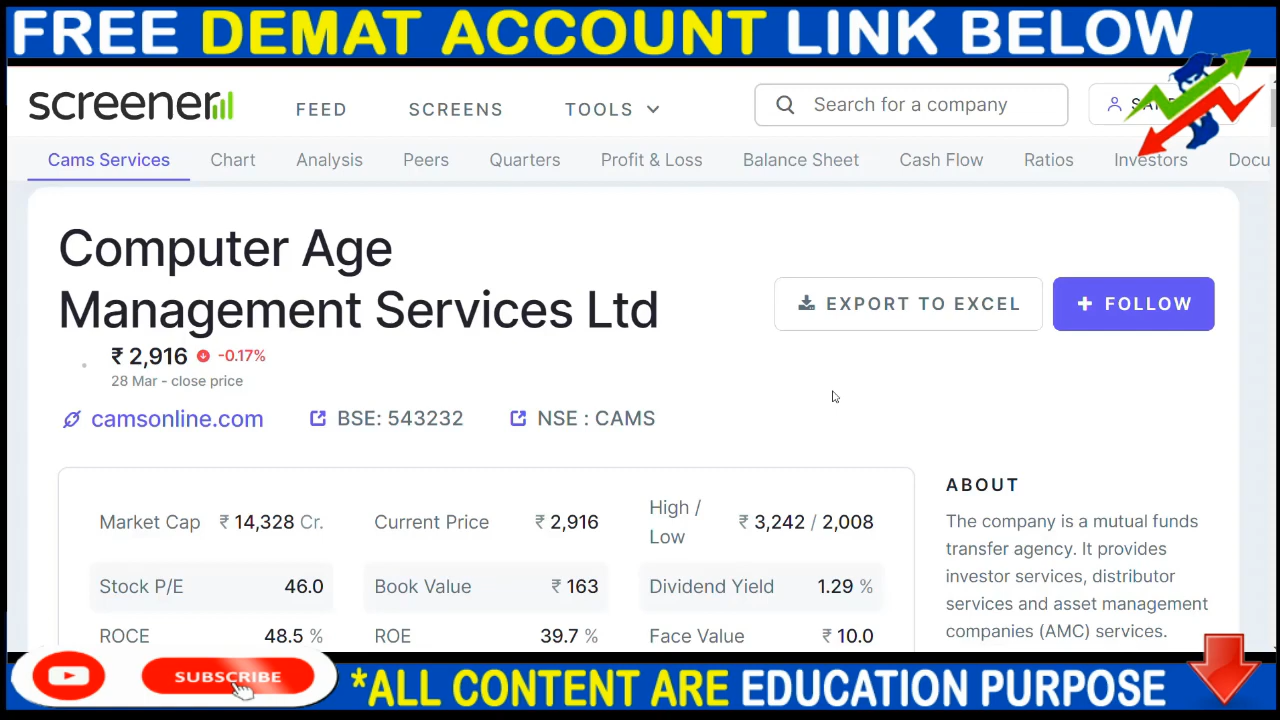 FREE DEMAT ACCOUNT LINK BELOW
screener
FEED
SCREENS
TOOLS
Search for a company
Cams Services
Chart
Analysis
Peers
Quarters
Profit & Loss
Balance Sheet
Cash Flow
Ratios
Investors
Docu
Computer Age
Management Services Ltd
EXPORT TO EXCEL
+ FOLLOW
₹ 2,916 -0.17%
28 Mar - close price
camsonline.com
BSE: 543232
NSE : CAMS
Market Cap ₹ 14,328 Cr.
Current Price ₹ 2,916
High /
Low ₹ 3,242 / 2,008
Stock P/E 46.0
Book Value ₹ 163
Dividend Yield 1.29 %
ROCE 48.5 %
ROE 39.7 %
Face Value ₹ 10.0
ABOUT
The company is a mutual funds
transfer agency. It provides
investor services, distributor
services and asset management
companies (AMC) services.
SUBSCRIBE
*ALL CONTENT ARE EDUCATION PURPOSE